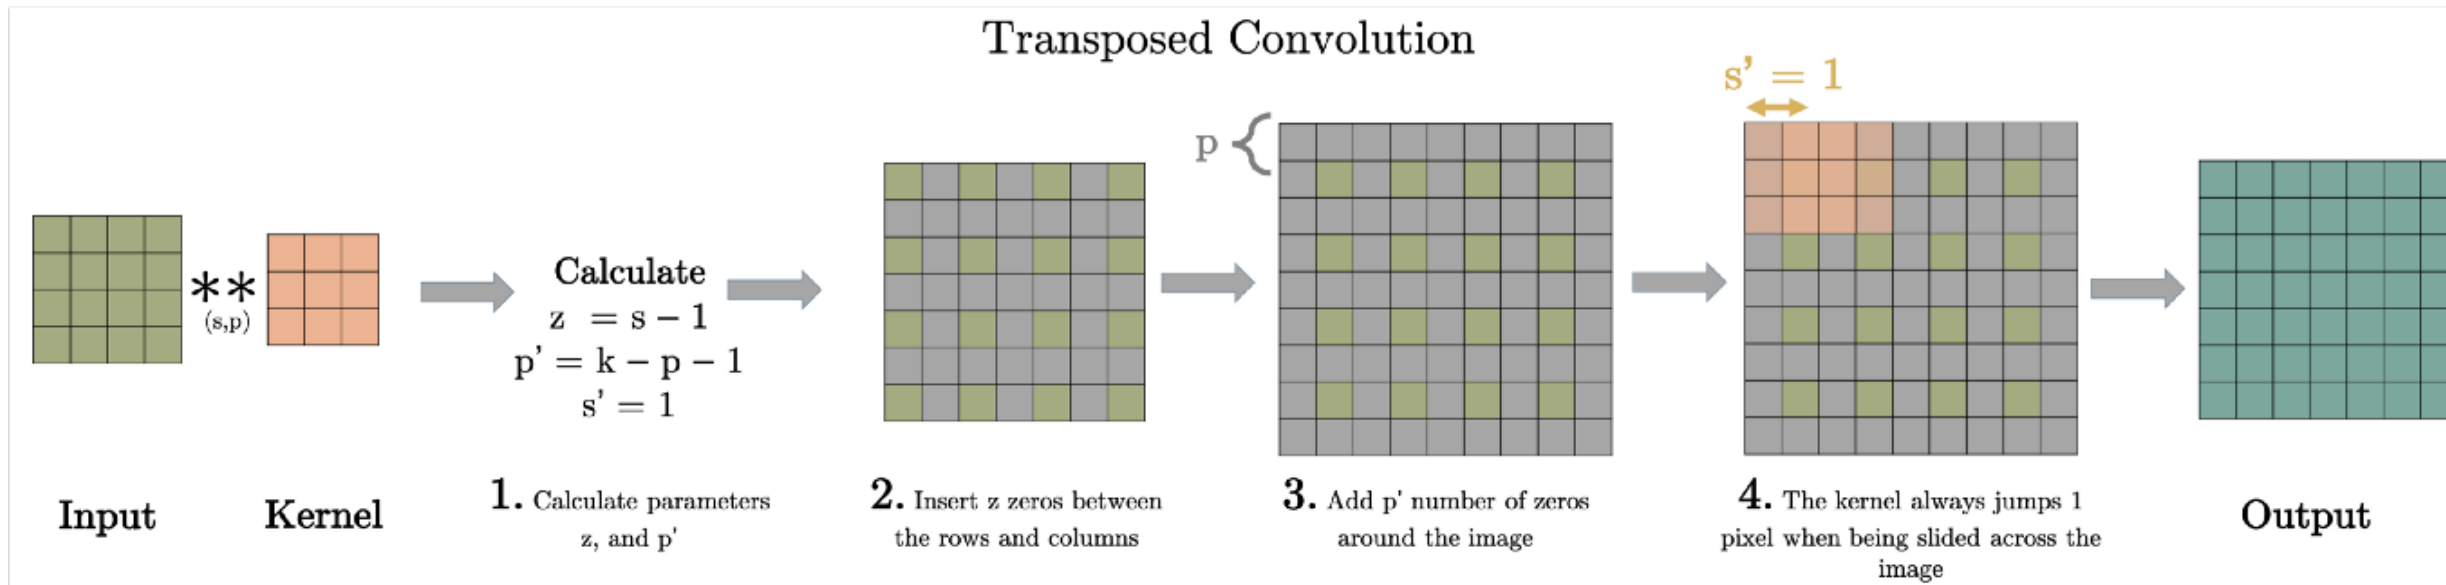 Transposed Convolution
s' = 1
p
**
(s,p)
Calculate
z = s − 1
p' = k − p − 1
s' = 1
Input
Kernel
1. Calculate parameters
z, and p'
2. Insert z zeros between
the rows and columns
3. Add p' number of zeros
around the image
4. The kernel always jumps 1
pixel when being slided across the
image
Output